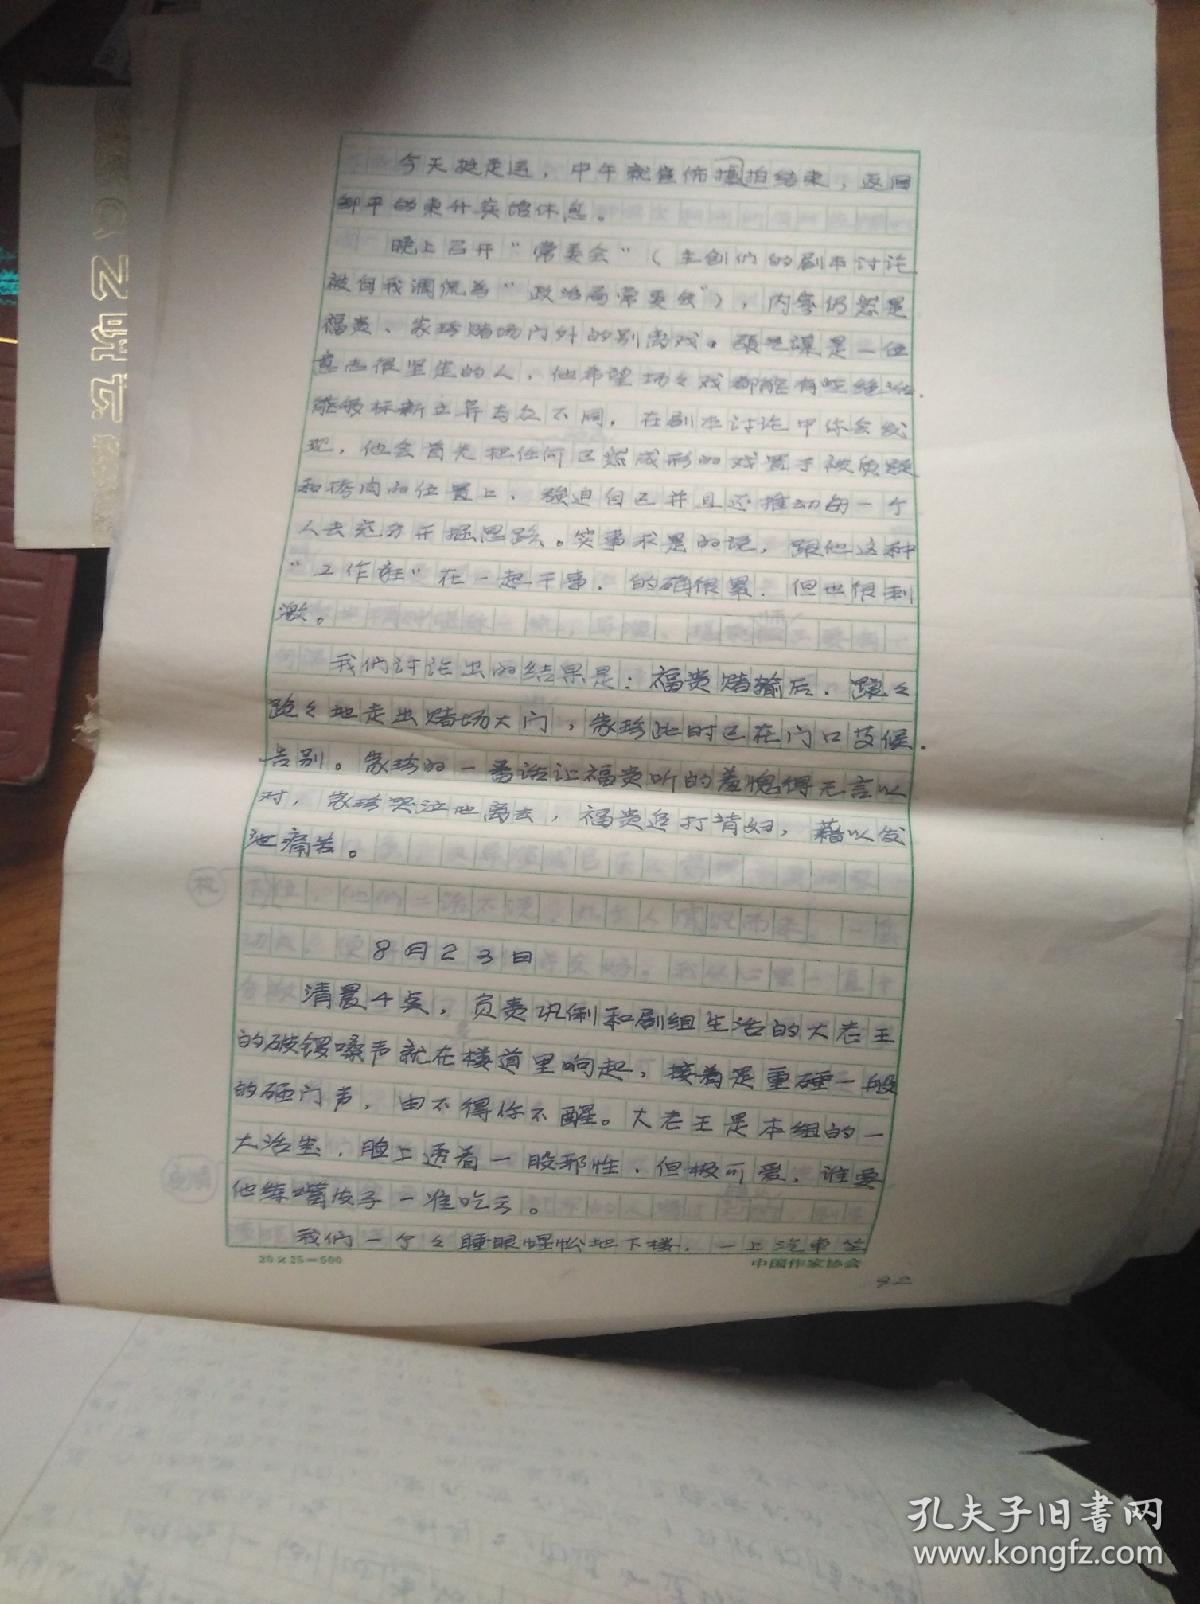 今天挺走运，中午就宣佈摄拍结束，返回
邹平的东升宾馆休息。
晚上召开“常委会”（主创们的剧本讨论
被自我调侃为“政治局常委会”），内容仍然是
福贵、家珍赌场门外的别离戏。张艺谋是一位
意志很坚定的人，他希望场々戏都能有些绝活，
能够标新立异与众不同，在剧本讨论中你会发
现，他会首先把任何已然成形的戏置于被质疑
和挑剔的位置上，强迫自己并且还推动每一个
人去充分开掘思路。实事求是的说，跟他这种
“工作狂”在一起干事，的确很累，但也很刺
激。
我们讨论出的结果是：福贵赌输后，踉々
跄々地走出赌场大门，家珍此时已在门口等候，
告别。家珍的一番话让福贵听的羞愧得无言以
对，家珍哭泣地离去，福贵追打背妇，藉以发
泄痛苦。
8月23日
清晨4点，负责巩俐和剧组生活的大老王
的破锣嗓声就在楼道里响起，接着是重砸一般
的砸门声，由不得你不醒。大老王是本组的一
大活宝，脸上透着一股邪性，但极可爱，谁要
他练嘴皮子一准吃亏。
我们一个々睡眼惺忪地下楼，一上汽车坐
20×25=500
中国作家协会
92
孔夫子旧书网
www.kongfz.com